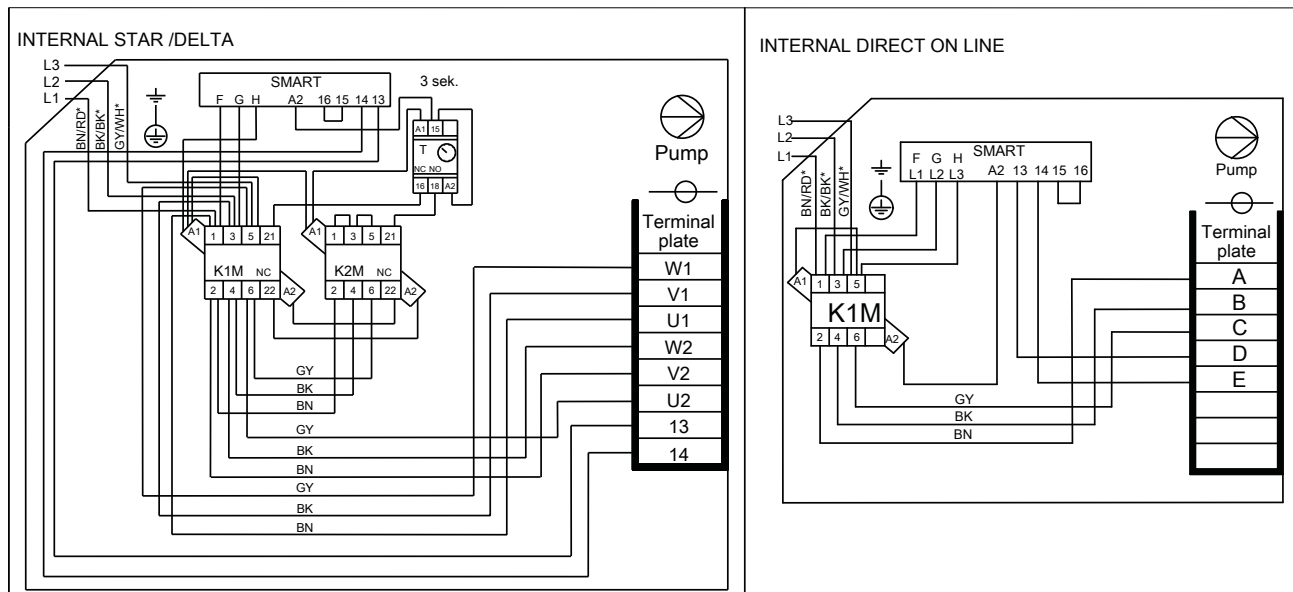 INTERNAL STAR /DELTA
L3
L2
L1
BN/RD*
BK/BK*
GY/WH*
SMART
F G H A2 16 15 14 13
3 sek.
A1 15
T
NC NO
16 18 A2
A1 1 3 5 21
K1M NC
2 4 6 22 A2
A1 1 3 5 21
K2M NC
2 4 6 22 A2
GY
BK
BN
GY
BK
BN
GY
BK
BN
Pump
Terminal
plate
W1
V1
U1
W2
V2
U2
13
14
INTERNAL DIRECT ON LINE
L3
L2
L1
BN/RD*
BK/BK*
GY/WH*
SMART
F G H
L1 L2 L3 A2 13 14 15 16
A1 1 3 5
K1M
2 4 6 A2
GY
BK
BN
Pump
Terminal
plate
A
B
C
D
E